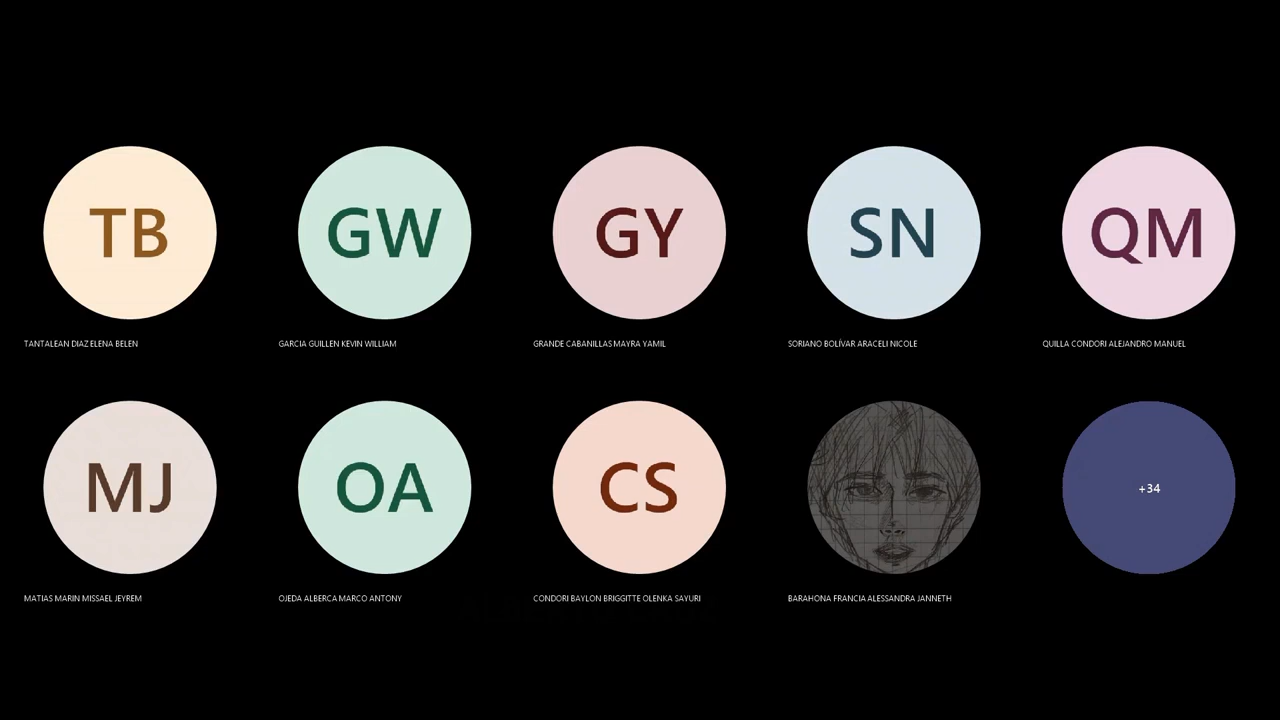 TB
GW
GY
SN
QM
TANTALEAN DIAZ ELENA BELEN
GARCIA GUILLEN KEVIN WILLIAM
GRANDE CABANILLAS MAYRA YAMIL
SORIANO BOLÍVAR ARACELI NICOLE
QUILLA CONDORI ALEJANDRO MANUEL
MJ
OA
CS
+34
MATIAS MARIN MISSAEL JEYREM
OJEDA ALBERCA MARCO ANTONY
CONDORI BAYLON BRIGGITTE OLENKA SAYURI
BARAHONA FRANCIA ALESSANDRA JANNETH